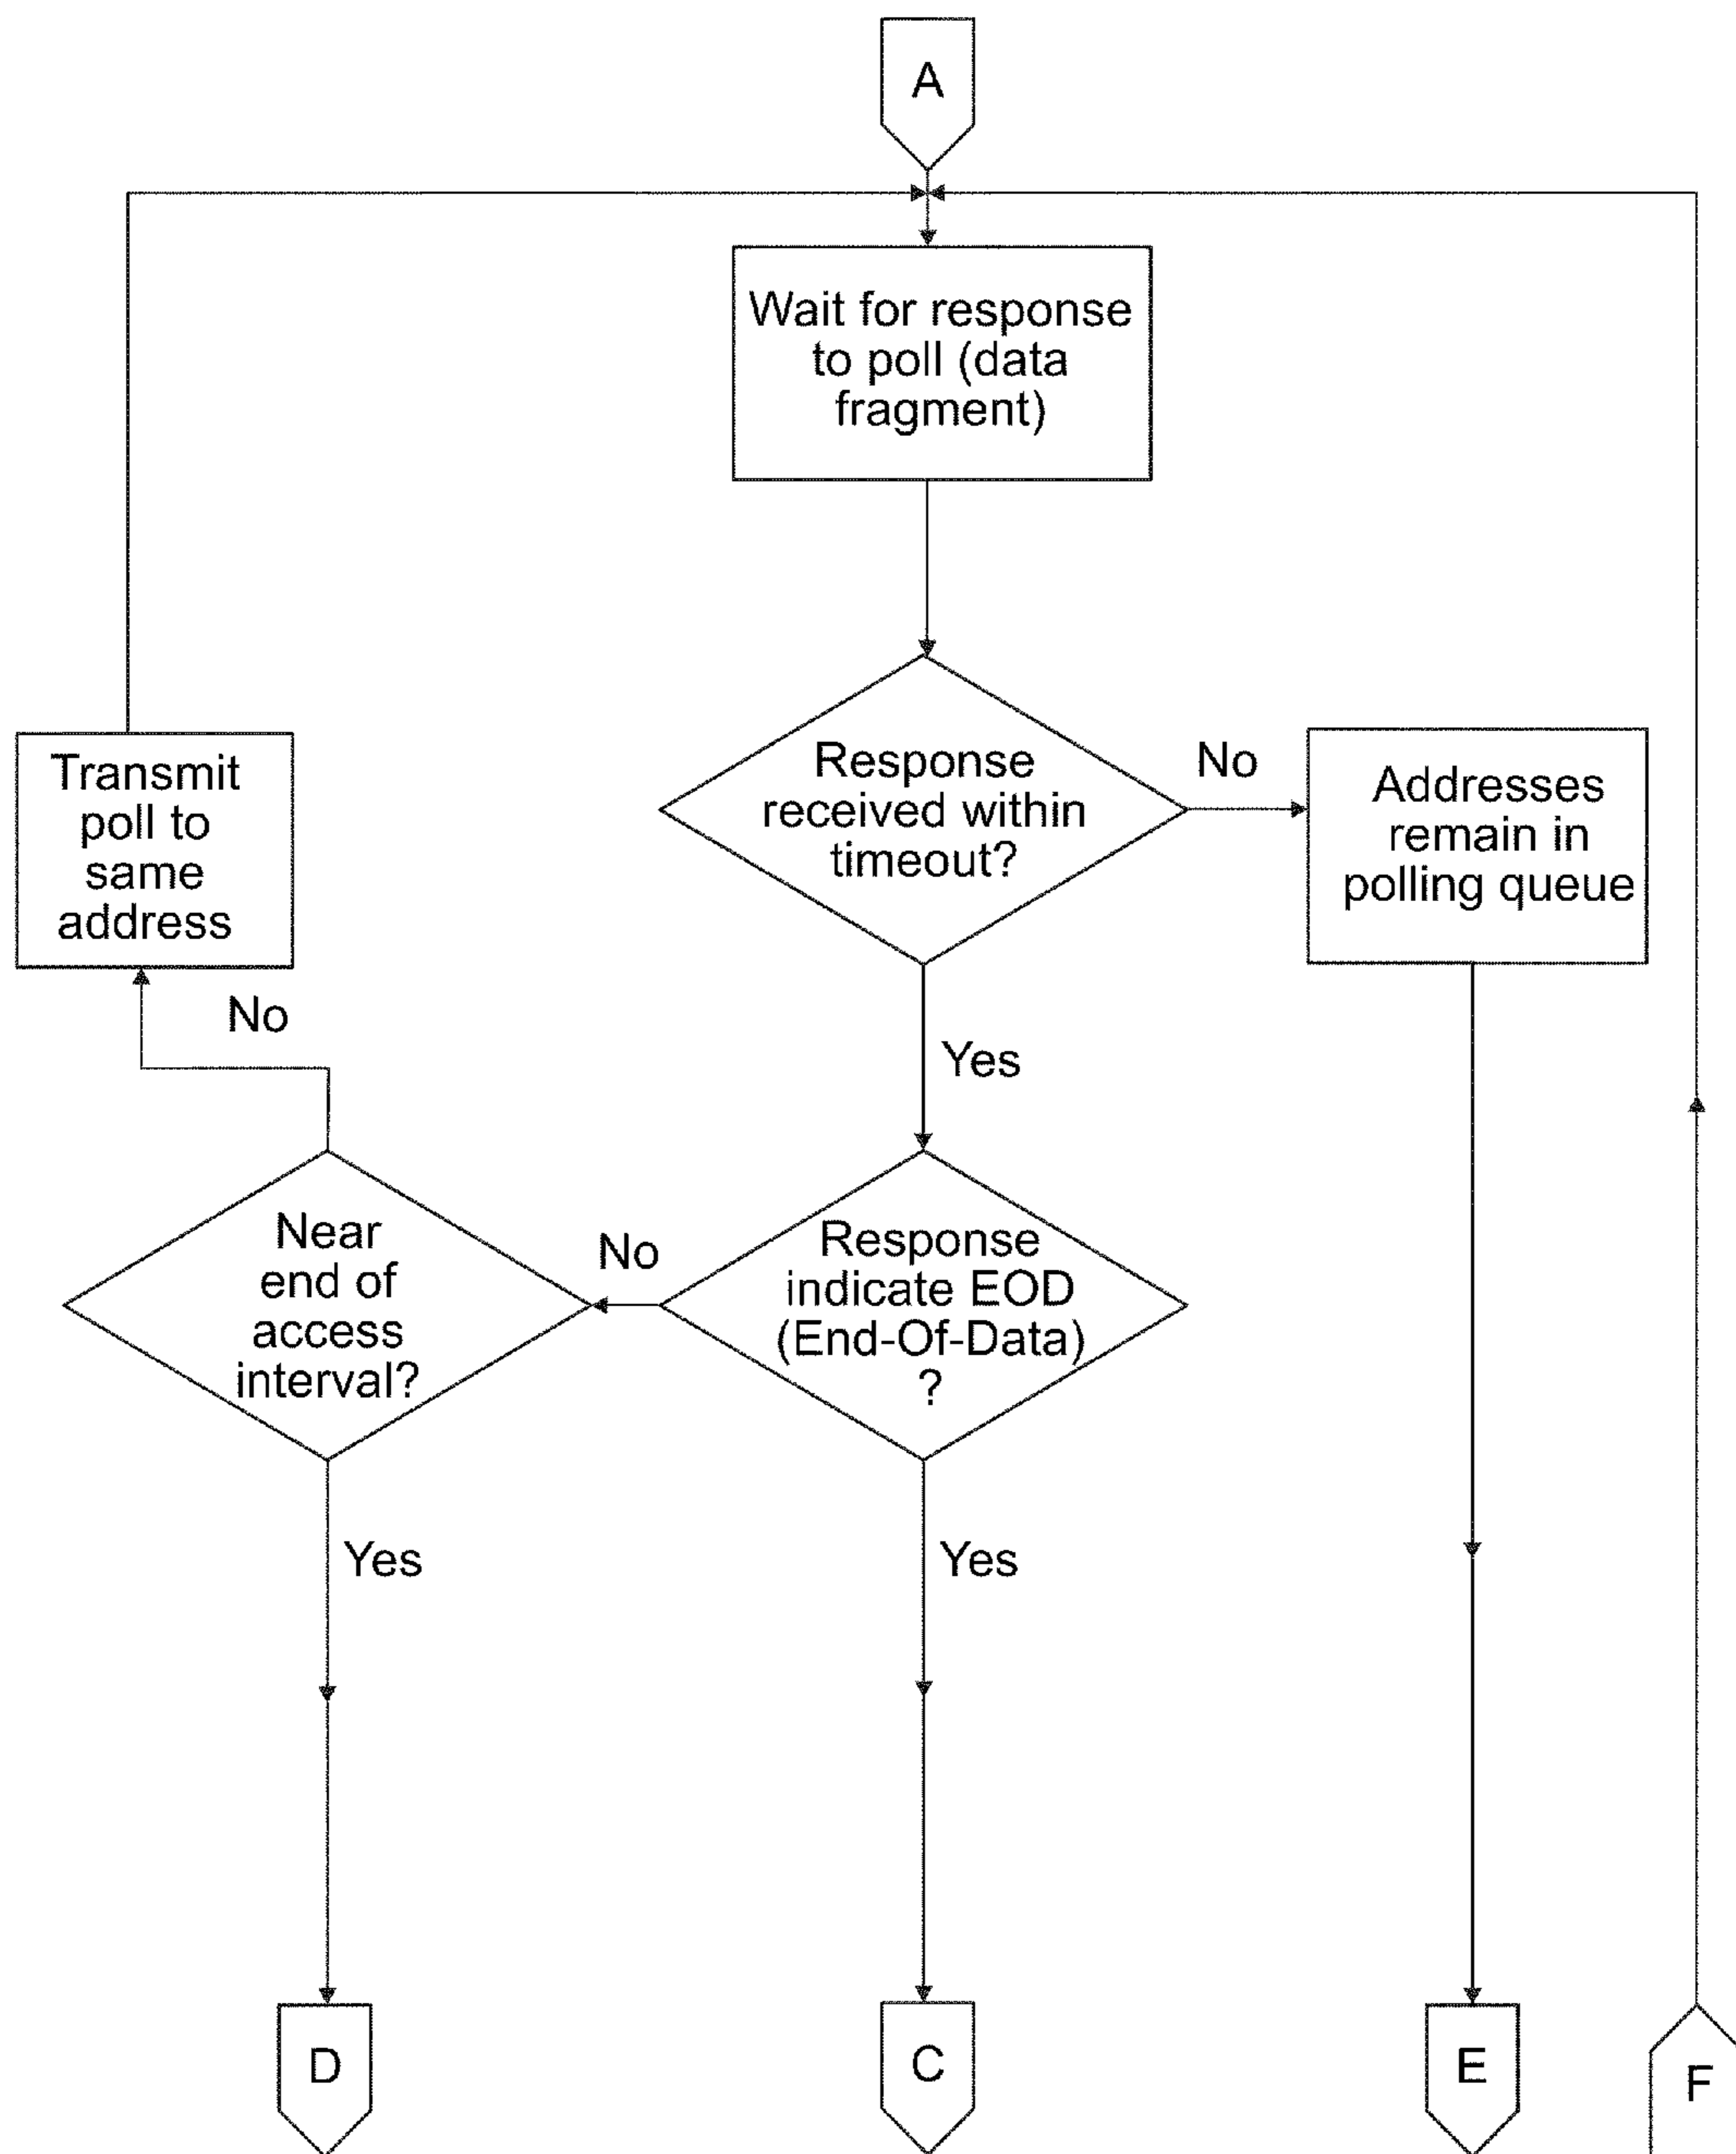 A
Wait for response
to poll (data
fragment)
Response
received within
timeout?
No
Addresses
remain in
polling queue
Transmit
poll to
same
address
No
Yes
Near
end of
access
interval?
No
Response
indicate EOD
(End-Of-Data)
?
Yes
Yes
D
C
E
F